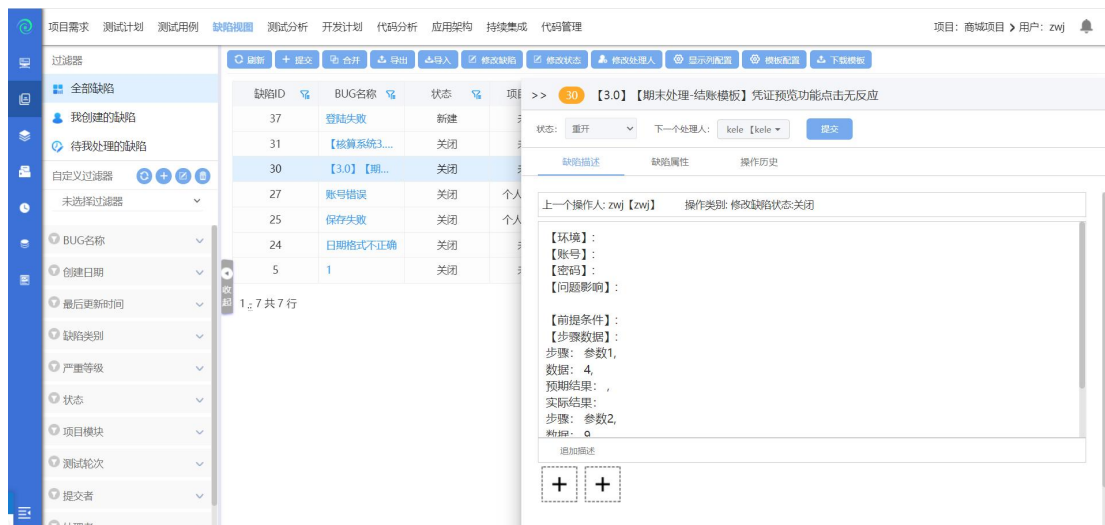 项目需求 测试计划 测试用例 缺陷视图 测试分析 开发计划 代码分析 应用架构 持续集成 代码管理 项目: 商城项目 用户: zwj
过滤器
全部缺陷
我创建的缺陷
待我处理的缺陷
自定义过滤器
未选择过滤器
BUG名称
创建日期
最后更新时间
缺陷类别
严重等级
状态
项目模块
测试轮次
提交者
收起
刷新 提交 合并 导出 导入 修改缺陷 修改状态 修改处理人 显示列配置 模板配置 下载模板
缺陷ID BUG名称 状态
37 登陆失败 新建
31 【核算系统3.... 关闭
30 【3.0】【期... 关闭
27 账号错误 关闭 个人
25 保存失败 关闭 个人
24 日期格式不正确 关闭
5 1 关闭
1 - 7 共 7 行
>> 30 【3.0】【期末处理-结账模板】凭证预览功能点击无反应
状态: 重开 下一个处理人: kele【kele 提交
缺陷描述 缺陷属性 操作历史
上一个操作人: zwj【zwj】 操作类别: 修改缺陷状态:关闭
【环境】:
【账号】:
【密码】:
【问题影响】:
【前提条件】:
【步骤数据】:
步骤: 参数1,
数据: 4,
预期结果: ,
实际结果:
步骤: 参数2,
数据: 9
追加描述